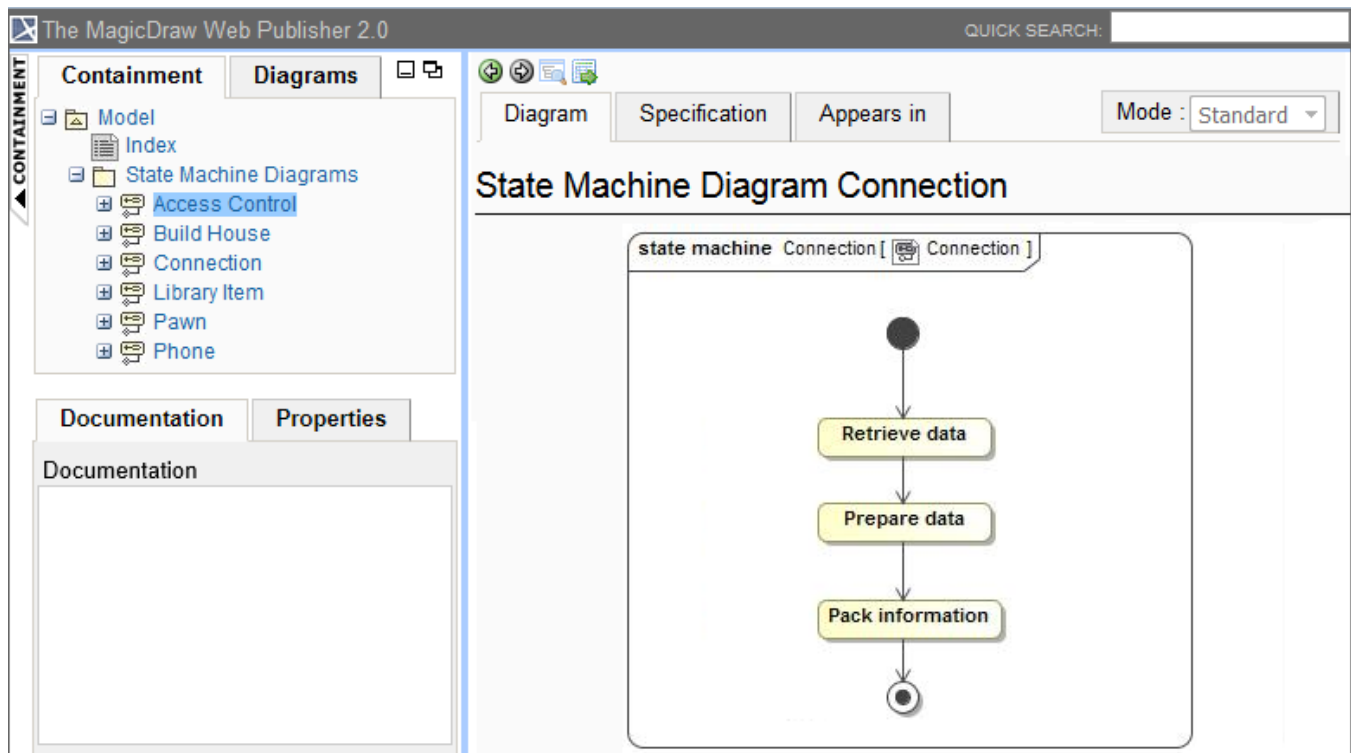 The MagicDraw Web Publisher 2.0
QUICK SEARCH:
CONTAINMENT
Containment
Diagrams
Model
Index
State Machine Diagrams
Access Control
Build House
Connection
Library Item
Pawn
Phone
Documentation
Properties
Documentation
Diagram
Specification
Appears in
Mode : Standard
State Machine Diagram Connection
state machine Connection [ Connection ]
Retrieve data
Prepare data
Pack information